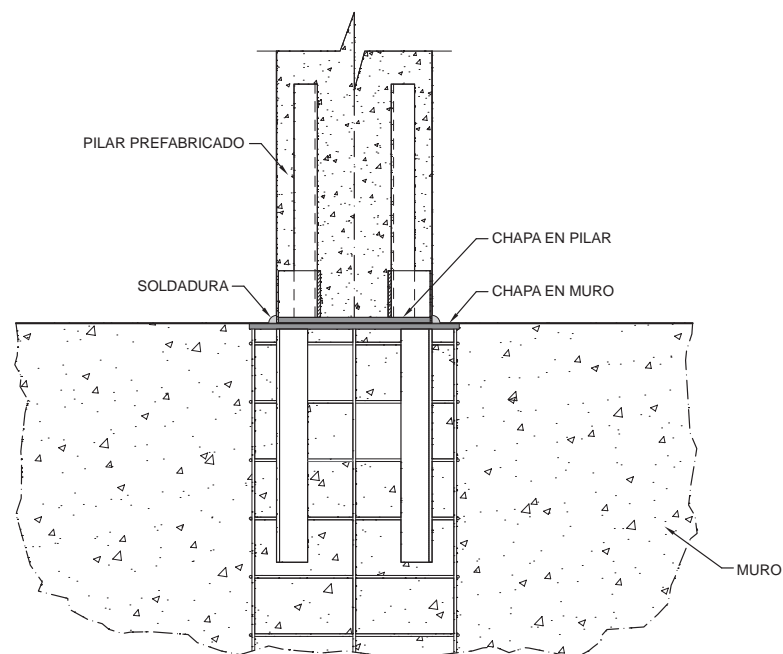 PILAR PREFABRICADO
CHAPA EN PILAR
SOLDADURA
CHAPA EN MURO
MURO